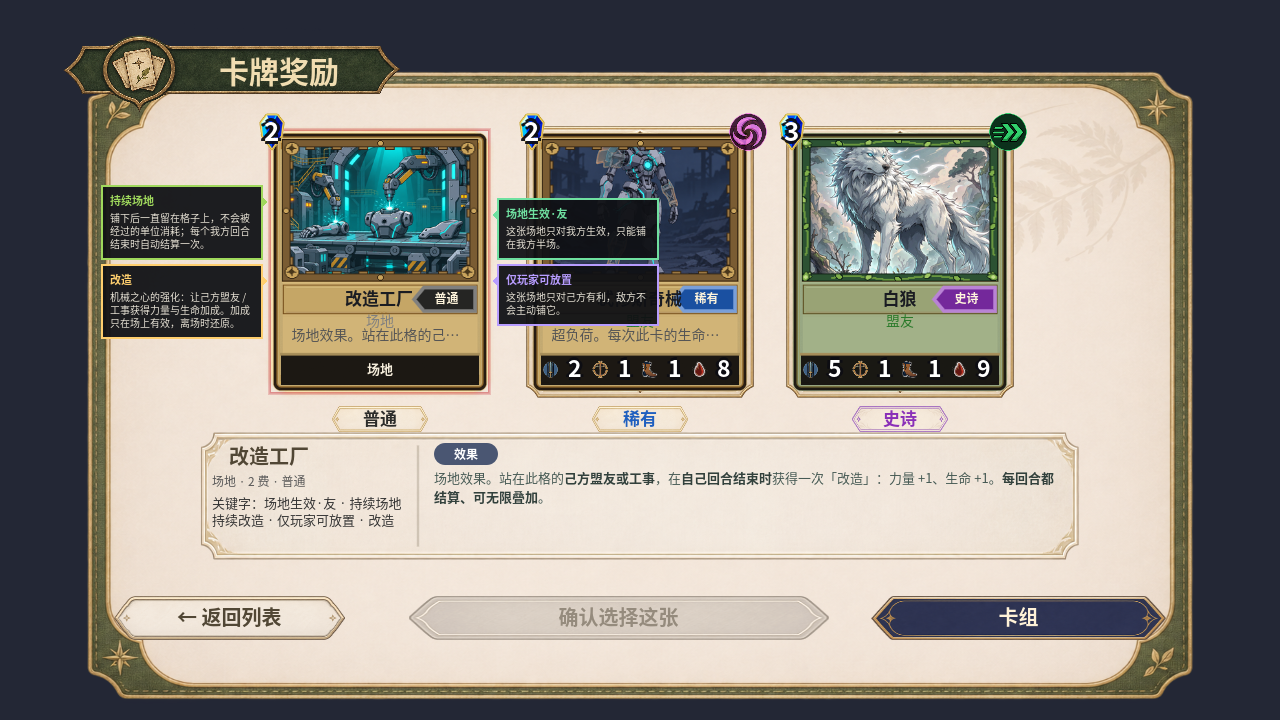 卡牌奖励
2
2
3
持续场地
铺下后一直留在格子上，不会被
经过的单位消耗；每个我方回合
结束时自动结算一次。
改造
机械之心的强化：让己方盟友 /
工事获得力量与生命加成。加成
只在场上有效，离场时还原。
场地生效·友
这张场地只对我方生效，只能铺
在我方半场。
仅玩家可放置
这张场地只对己方有利，敌方不
会主动铺它。
改造工厂
普通
场地
场地效果。站在此格的己…
场地
稀有
超负荷。每次此卡的生命…
2 1 1 8
白狼
史诗
盟友
5 1 1 9
普通
稀有
史诗
改造工厂
场地 · 2 费 · 普通
关键字：场地生效·友 · 持续场地
持续改造 · 仅玩家可放置 · 改造
效果
场地效果。站在此格的己方盟友或工事，在自己回合结束时获得一次「改造」：力量 +1、生命 +1。每回合都
结算、可无限叠加。
← 返回列表
确认选择这张
卡组